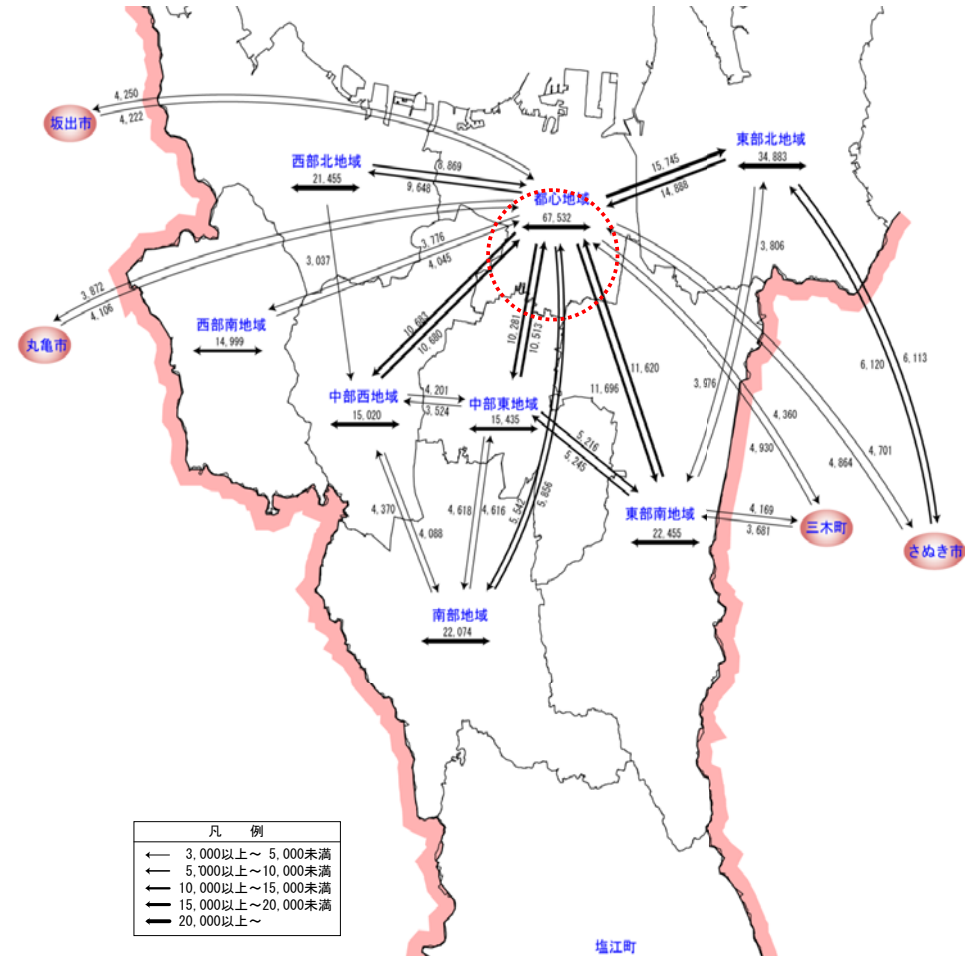 4,250
4,222
坂出市
西部北地域
21,455
8,869
9,648
15,745
14,888
東部北地域
34,883
都心地域
67,532
3,776
4,045
3,037
3,872
4,106
丸亀市
西部南地域
14,999
10,683
10,680
10,281
10,513
3,806
3,976
6,120
6,113
11,620
11,696
中部西地域
15,020
4,201
3,524
中部東地域
15,435
5,216
5,245
4,360
4,930
4,701
4,864
4,370
4,088
4,618
4,616
5,542
5,856
東部南地域
22,455
4,169
3,681
三木町
さぬき市
南部地域
22,074
凡 例
3,000以上~ 5,000未満
5,000以上~10,000未満
10,000以上~15,000未満
15,000以上~20,000未満
20,000以上~
塩江町